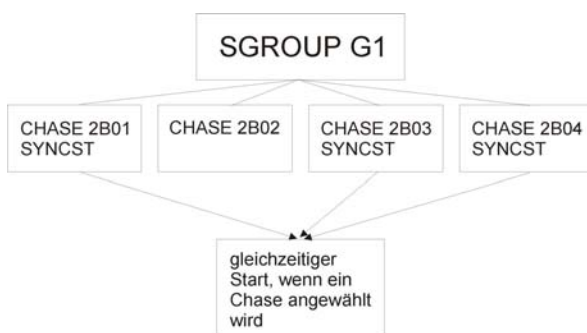 SGROUP G1
CHASE 2B01
SYNCST
CHASE 2B02
CHASE 2B03
SYNCST
CHASE 2B04
SYNCST
gleichzeitiger
Start, wenn ein
Chase angewählt
wird